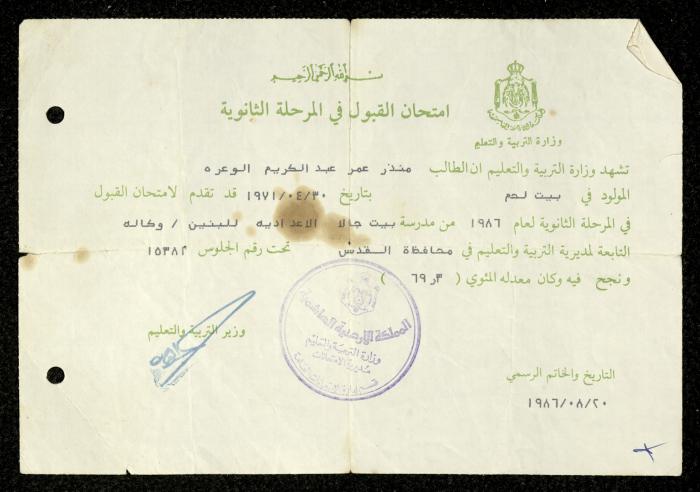 بسم الله الرحمن الرحيم
امتحان القبول في المرحلة الثانوية
وزارة التربية والتعليم
تشهد وزارة التربية والتعليم ان الطالب منذر عمر عبدالكريم الوعره
المولود في بيت لحم بتاريخ ١٩٧١/٠٤/٣٠ قد تقدم لامتحان القبول
في المرحلة الثانوية لعام ١٩٨٦ من مدرسة بيت جالا الاعداديه للبنين / وكاله
التابعة لمديرية التربية والتعليم في محافظة القدس تحت رقم الجلوس ١٥٣٨٢
ونجح فيه وكان معدله المئوي ( ٦٩٫٣ )
وزير التربية والتعليم
المملكة الأردنية الهاشمية
وزارة التربية والتعليم
مديرية الامتحانات
التاريخ والخاتم الرسمي
١٩٨٦/٠٨/٢٠